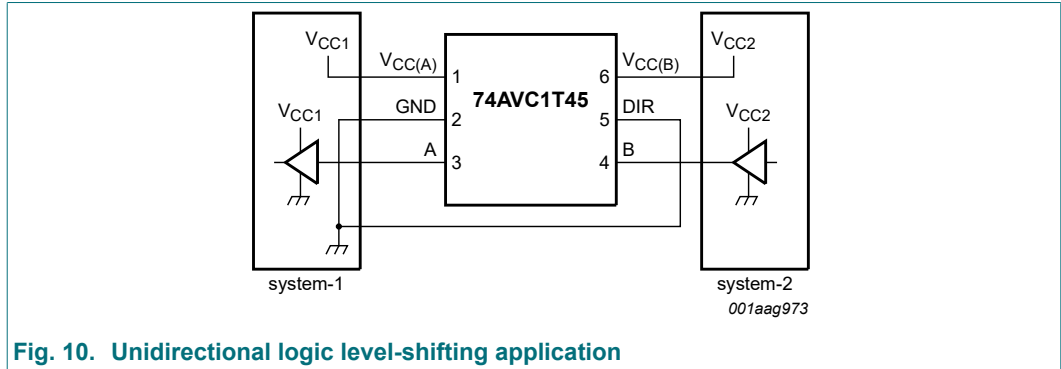 VCC1
VCC(A)
1
VCC1
GND
2
A
3
74AVC1T45
VCC(B)
6
VCC2
DIR
5
VCC2
B
4
system-1
system-2
001aag973
Fig. 10. Unidirectional logic level-shifting application